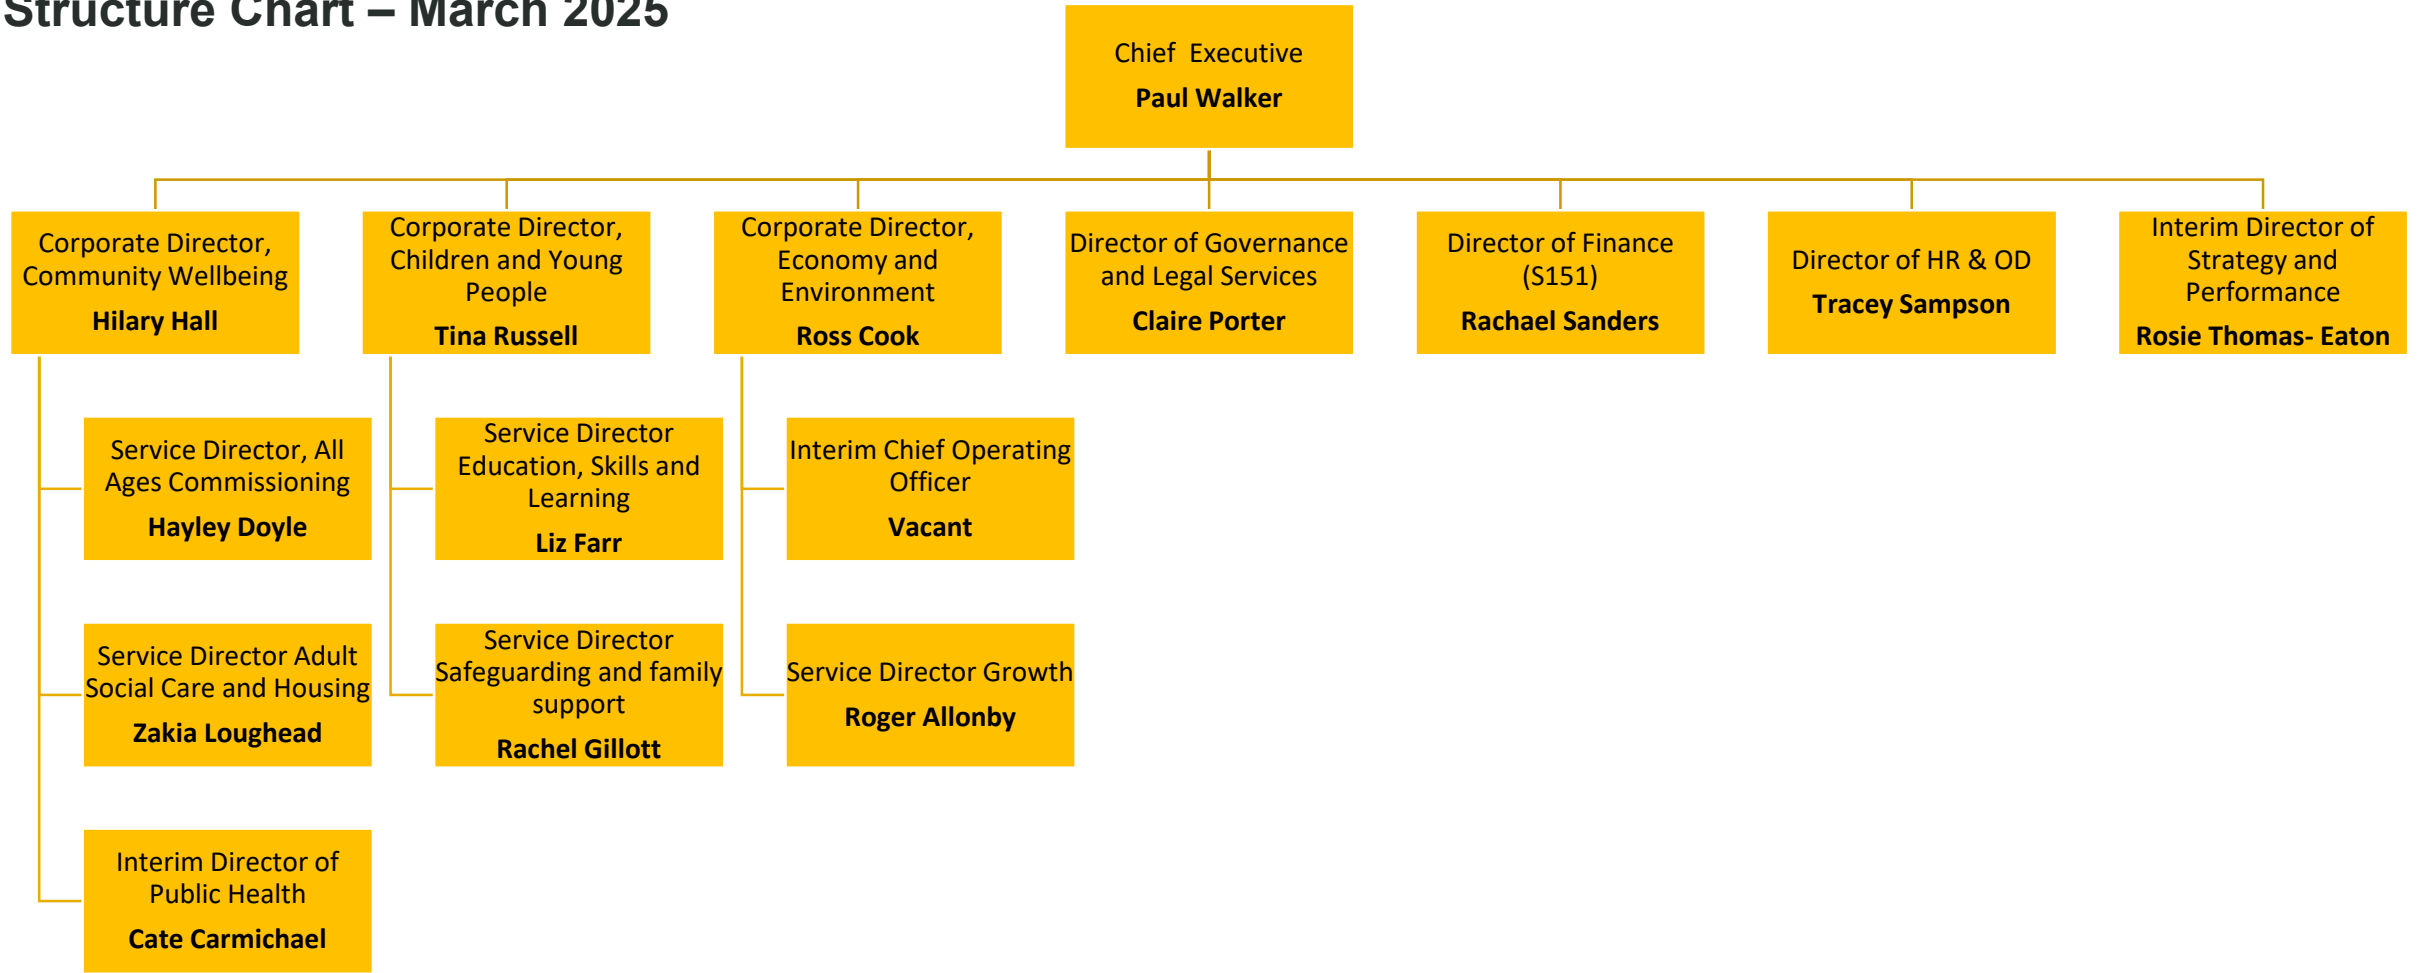 Structure Chart – March 2025
Chief Executive
Paul Walker
Corporate Director,
Community Wellbeing
Hilary Hall
Corporate Director,
Children and Young
People
Tina Russell
Corporate Director,
Economy and
Environment
Ross Cook
Director of Governance
and Legal Services
Claire Porter
Director of Finance
(S151)
Rachael Sanders
Director of HR & OD
Tracey Sampson
Interim Director of
Strategy and
Performance
Rosie Thomas- Eaton
Service Director, All
Ages Commissioning
Hayley Doyle
Service Director Adult
Social Care and Housing
Zakia Loughead
Interim Director of
Public Health
Cate Carmichael
Service Director
Education, Skills and
Learning
Liz Farr
Service Director
Safeguarding and family
support
Rachel Gillott
Interim Chief Operating
Officer
Vacant
Service Director Growth
Roger Allonby